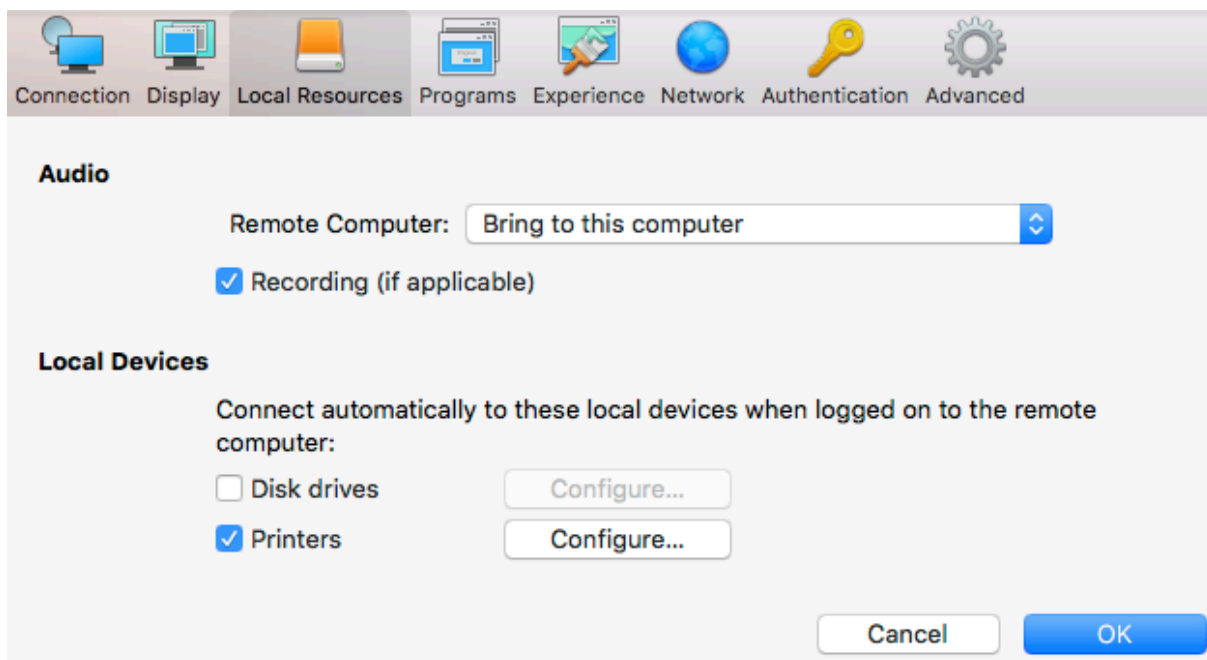 Connection Display Local Resources Programs Experience Network Authentication Advanced
Audio
Remote Computer: Bring to this computer
Recording (if applicable)
Local Devices
Connect automatically to these local devices when logged on to the remote
computer:
Disk drives Configure...
Printers Configure...
Cancel OK